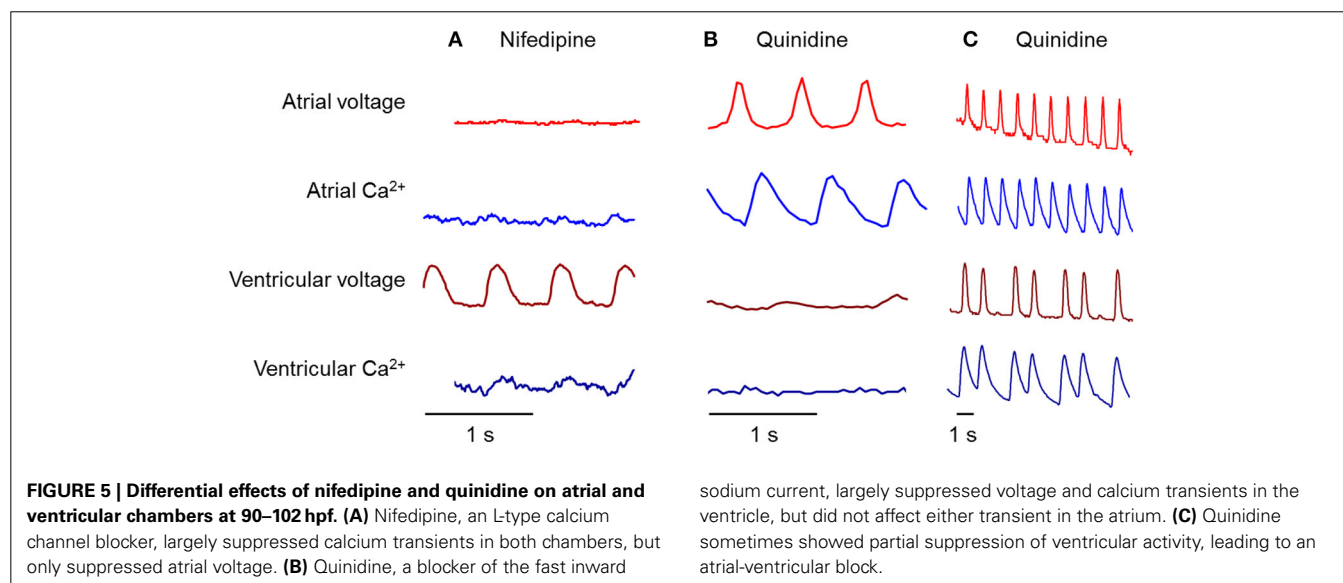 A Nifedipine
B Quinidine
C Quinidine
Atrial voltage
Atrial Ca²⁺
Ventricular voltage
Ventricular Ca²⁺
1 s
1 s
1 s
FIGURE 5 | Differential effects of nifedipine and quinidine on atrial and
ventricular chambers at 90–102 hpf. (A) Nifedipine, an L-type calcium
channel blocker, largely suppressed calcium transients in both chambers, but
only suppressed atrial voltage. (B) Quinidine, a blocker of the fast inward
sodium current, largely suppressed voltage and calcium transients in the
ventricle, but did not affect either transient in the atrium. (C) Quinidine
sometimes showed partial suppression of ventricular activity, leading to an
atrial-ventricular block.